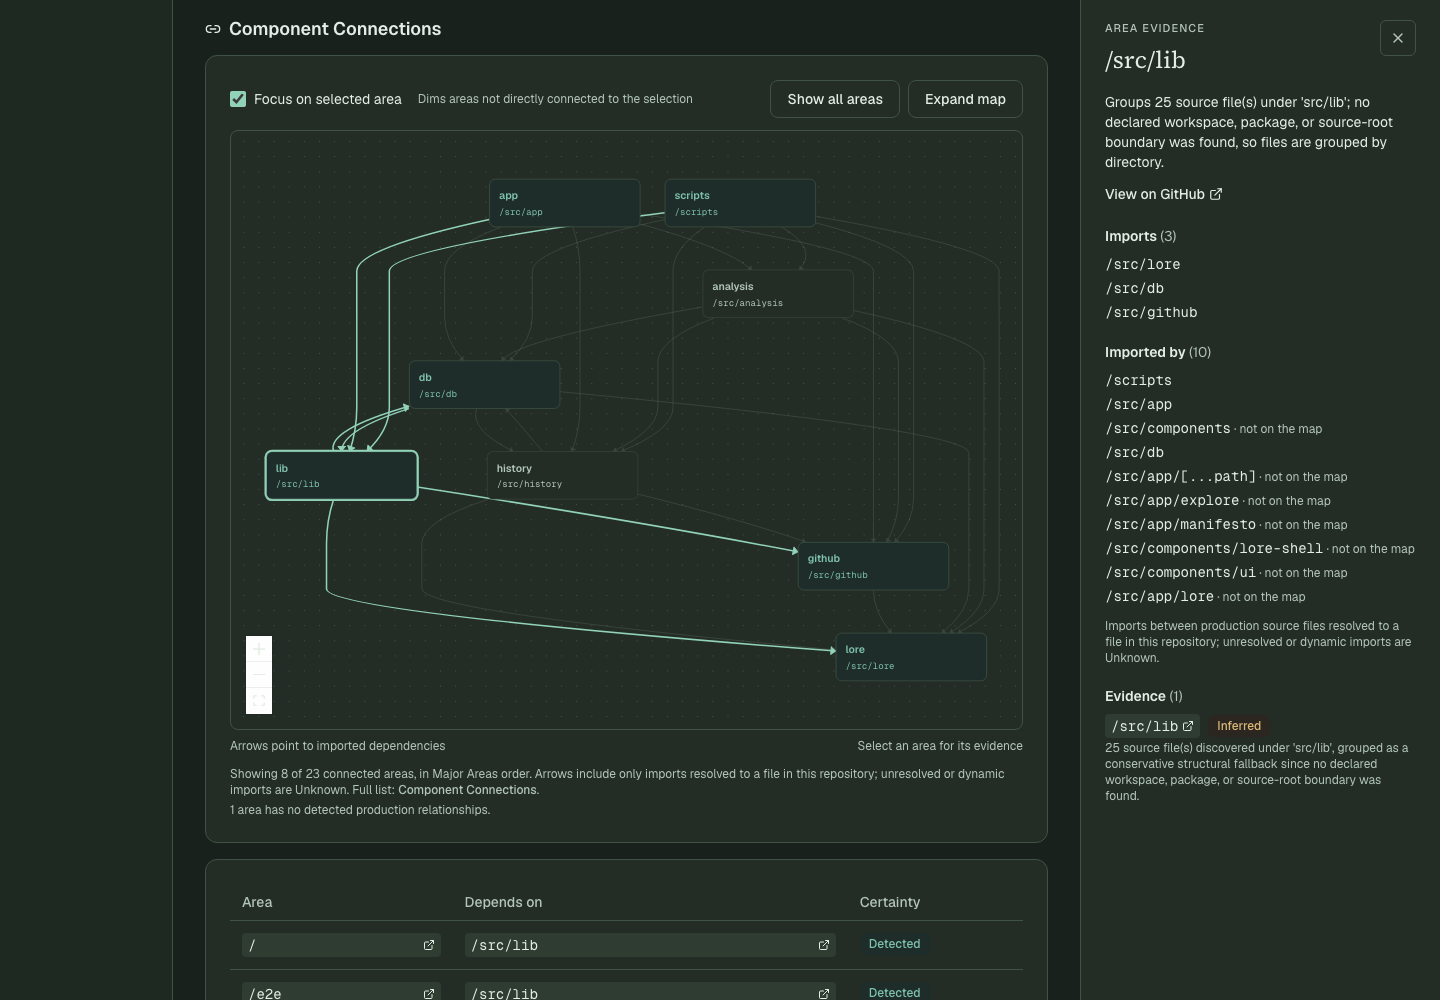 Component Connections
Focus on selected area
Dims areas not directly connected to the selection
Show all areas
Expand map
app
/src/app
scripts
/scripts
analysis
/src/analysis
db
/src/db
lib
/src/lib
history
/src/history
github
/src/github
lore
/src/lore
Arrows point to imported dependencies
Select an area for its evidence
Showing 8 of 23 connected areas, in Major Areas order. Arrows include only imports resolved to a file in this repository; unresolved or dynamic
imports are Unknown. Full list: Component Connections.
1 area has no detected production relationships.
Area
Depends on
Certainty
/
/src/lib
Detected
/e2e
/src/lib
Detected
AREA EVIDENCE
/src/lib
Groups 25 source file(s) under 'src/lib'; no
declared workspace, package, or source-root
boundary was found, so files are grouped by
directory.
View on GitHub
Imports (3)
/src/lore
/src/db
/src/github
Imported by (10)
/scripts
/src/app
/src/components · not on the map
/src/db
/src/app/[...path] · not on the map
/src/app/explore · not on the map
/src/app/manifesto · not on the map
/src/components/lore-shell · not on the map
/src/components/ui · not on the map
/src/app/lore · not on the map
Imports between production source files resolved to a
file in this repository; unresolved or dynamic imports are
Unknown.
Evidence (1)
/src/lib
Inferred
25 source file(s) discovered under 'src/lib', grouped as a
conservative structural fallback since no declared
workspace, package, or source-root boundary was
found.